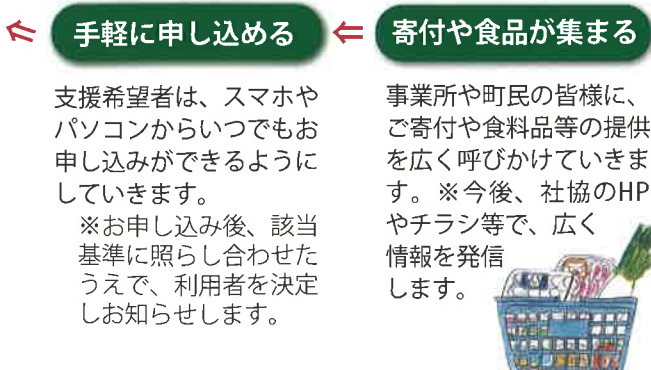 寄付や食品が集まる
事業所や町民の皆様に、
ご寄付や食料品等の提供
を広く呼びかけていきま
す。※今後、社協のHP
やチラシ等で、広く
情報を発信
します。
手軽に申し込める
支援希望者は、スマホや
パソコンからいつでもお
申し込みができるように
していきます。
※お申し込み後、該当
基準に照らし合わせた
うえで、利用者を決定
しお知らせします。